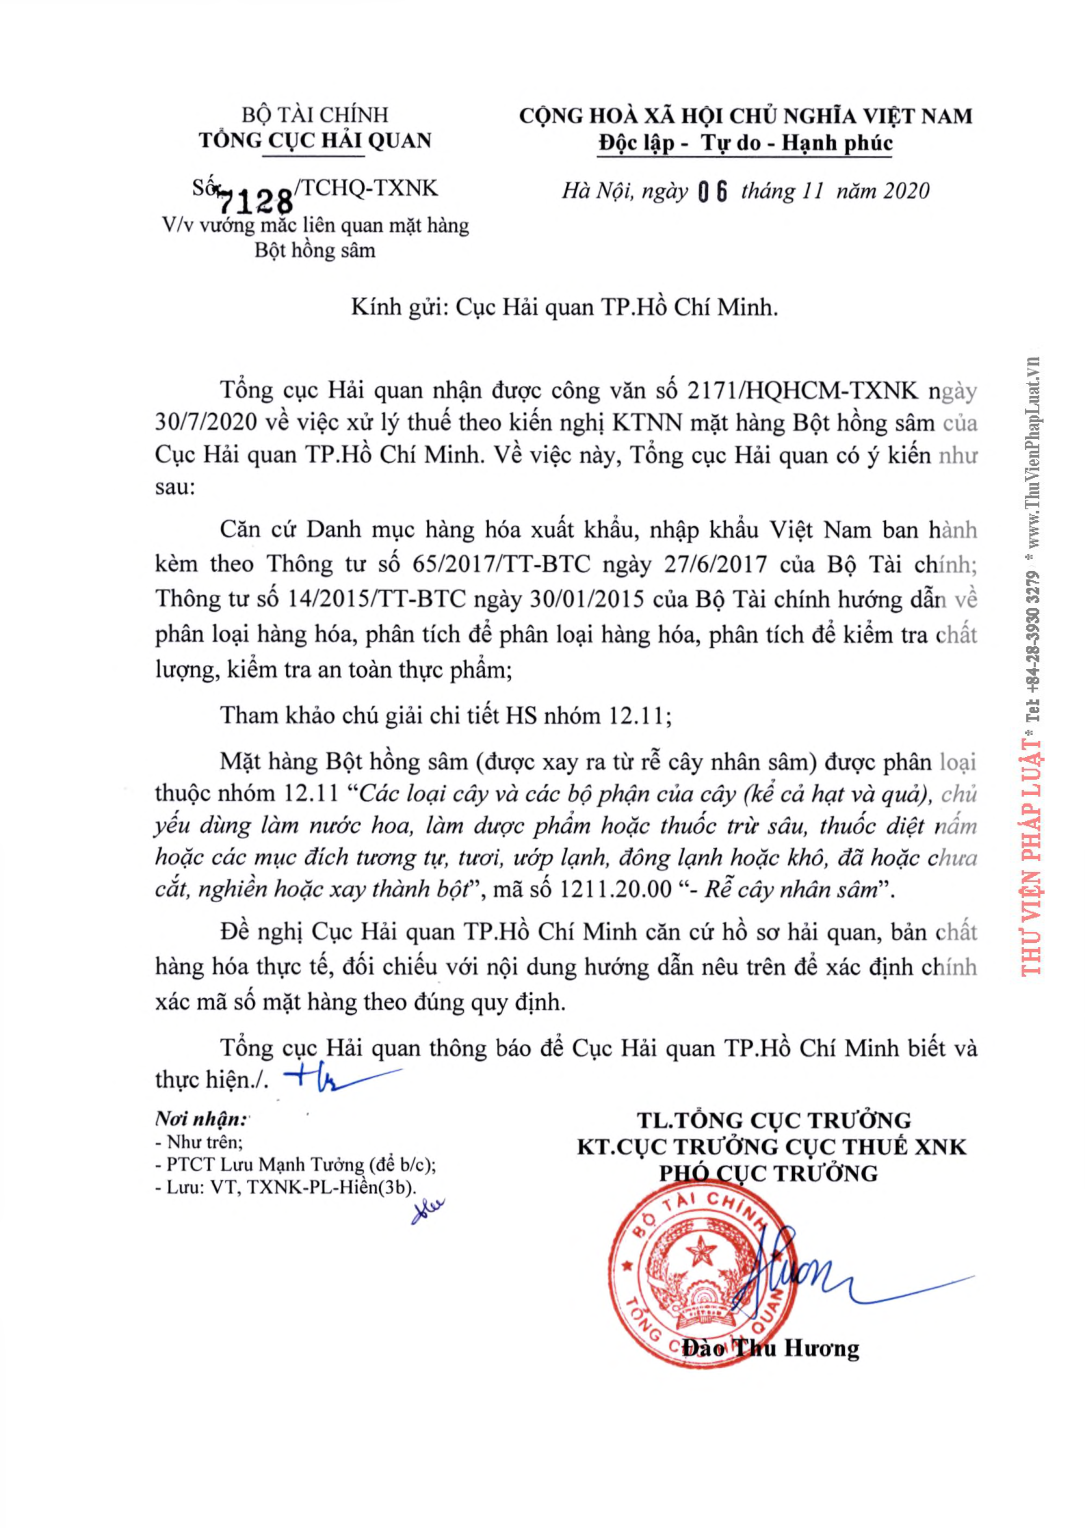 BỘ TÀI CHÍNH
TỔNG CỤC HẢI QUAN
CỘNG HOÀ XÃ HỘI CHỦ NGHĨA VIỆT NAM
Độc lập - Tự do - Hạnh phúc
Số: 7128/TCHQ-TXNK
V/v vướng mắc liên quan mặt hàng
Bột hồng sâm
Hà Nội, ngày 06 tháng 11 năm 2020
Kính gửi: Cục Hải quan TP.Hồ Chí Minh.
Tổng cục Hải quan nhận được công văn số 2171/HQHCM-TXNK ngày
30/7/2020 về việc xử lý thuế theo kiến nghị KTNN mặt hàng Bột hồng sâm của
Cục Hải quan TP.Hồ Chí Minh. Về việc này, Tổng cục Hải quan có ý kiến như
sau:
Căn cứ Danh mục hàng hóa xuất khẩu, nhập khẩu Việt Nam ban hành
kèm theo Thông tư số 65/2017/TT-BTC ngày 27/6/2017 của Bộ Tài chính;
Thông tư số 14/2015/TT-BTC ngày 30/01/2015 của Bộ Tài chính hướng dẫn về
phân loại hàng hóa, phân tích để phân loại hàng hóa, phân tích để kiểm tra chất
lượng, kiểm tra an toàn thực phẩm;
Tham khảo chú giải chi tiết HS nhóm 12.11;
Mặt hàng Bột hồng sâm (được xay ra từ rễ cây nhân sâm) được phân loại
thuộc nhóm 12.11 “Các loại cây và các bộ phận của cây (kể cả hạt và quả), chủ
yếu dùng làm nước hoa, làm dược phẩm hoặc thuốc trừ sâu, thuốc diệt nấm
hoặc các mục đích tương tự, tươi, ướp lạnh, đông lạnh hoặc khô, đã hoặc chưa
cắt, nghiền hoặc xay thành bột”, mã số 1211.20.00 “- Rễ cây nhân sâm”.
Đề nghị Cục Hải quan TP.Hồ Chí Minh căn cứ hồ sơ hải quan, bản chất
hàng hóa thực tế, đối chiếu với nội dung hướng dẫn nêu trên để xác định chính
xác mã số mặt hàng theo đúng quy định.
Tổng cục Hải quan thông báo để Cục Hải quan TP.Hồ Chí Minh biết và
thực hiện./.
Nơi nhận:
- Như trên;
- PTCT Lưu Mạnh Tưởng (để b/c);
- Lưu: VT, TXNK-PL-Hiền(3b).
TL.TỔNG CỤC TRƯỞNG
KT.CỤC TRƯỞNG CỤC THUẾ XNK
PHÓ CỤC TRƯỞNG
BỘ TÀI CHÍNH
TỔNG CỤC HẢI QUAN
Đào Thu Hương
THƯ VIỆN PHÁP LUẬT * Tel: +84-28-3930 3279 * www.ThuVienPhapLuat.vn